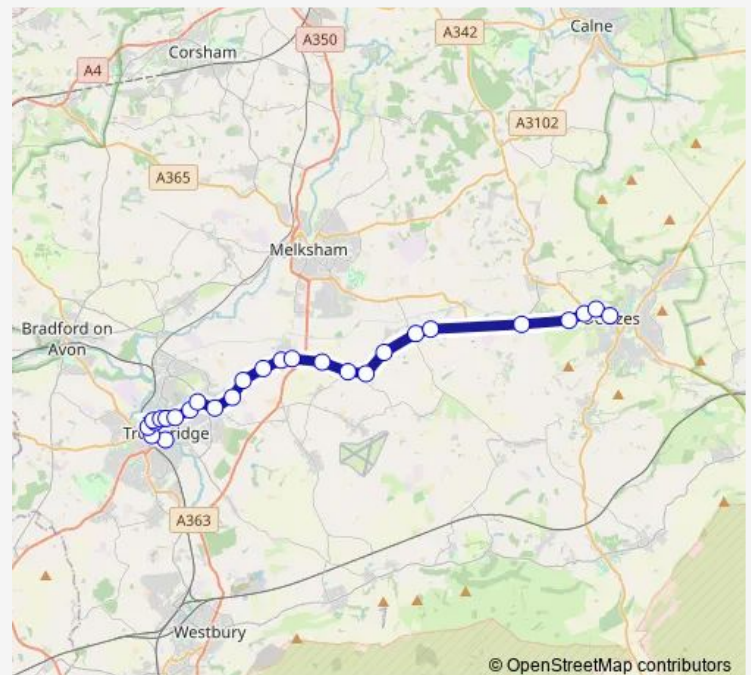 Calne
A350
A342
Corsham
A4
A3102
A365
Melksham
Bradford on
Avon
A363
Westbury
© OpenStreetMap contributors